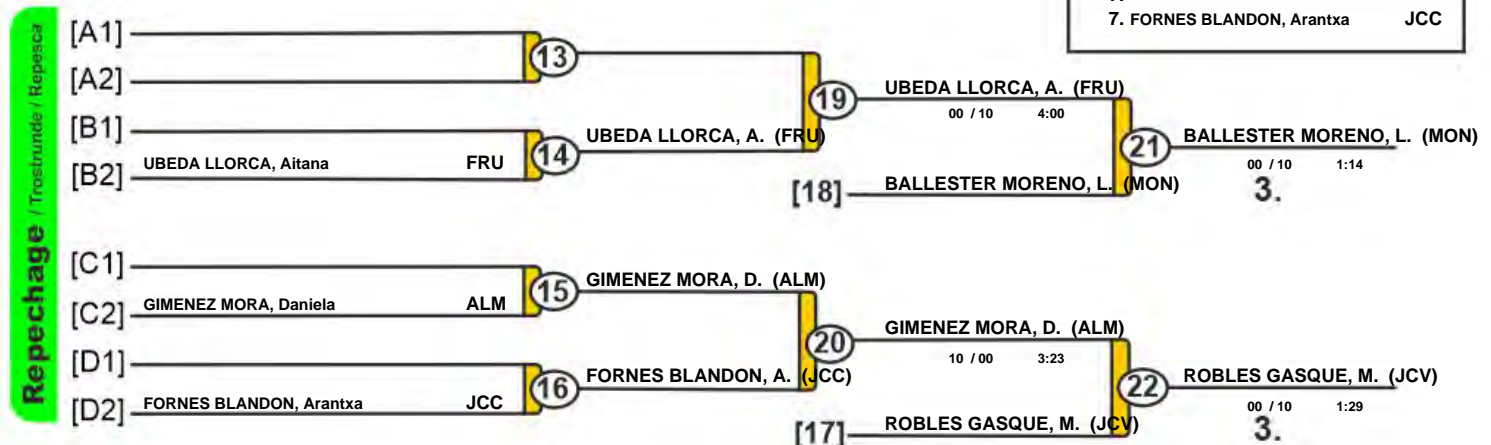 7. FORNES BLANDON, Arantxa JCC
Repechage / Trostrunde / Repesca
[A1]
13
[A2]
19
UBEDA LLORCA, A. (FRU)
00 / 10 4:00
[B1]
14
UBEDA LLORCA, A. (FRU)
21
BALLESTER MORENO, L. (MON)
00 / 10 1:14
3.
[B2] UBEDA LLORCA, Aitana FRU
[18] BALLESTER MORENO, L. (MON)
[C1]
15
GIMENEZ MORA, D. (ALM)
[C2] GIMENEZ MORA, Daniela ALM
20
GIMENEZ MORA, D. (ALM)
10 / 00 3:23
[D1]
16
FORNES BLANDON, A. (JCC)
22
ROBLES GASQUE, M. (JCV)
00 / 10 1:29
3.
[D2] FORNES BLANDON, Arantxa JCC
[17] ROBLES GASQUE, M. (JCV)